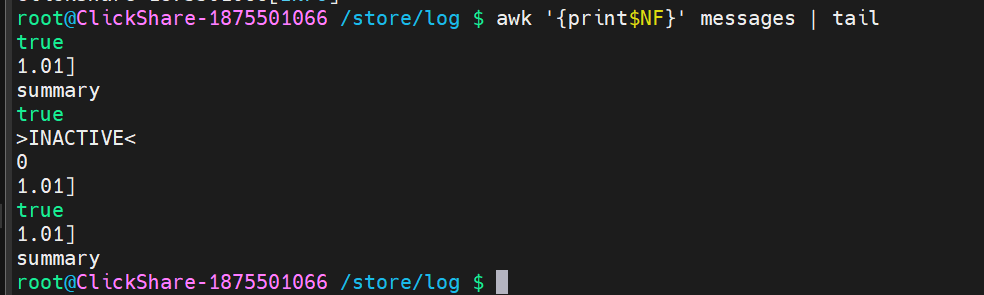 root@ClickShare-1875501066 /store/log $ awk '{print$NF}' messages | tail
true
1.01]
summary
true
>INACTIVE<
0
1.01]
true
1.01]
summary
root@ClickShare-1875501066 /store/log $